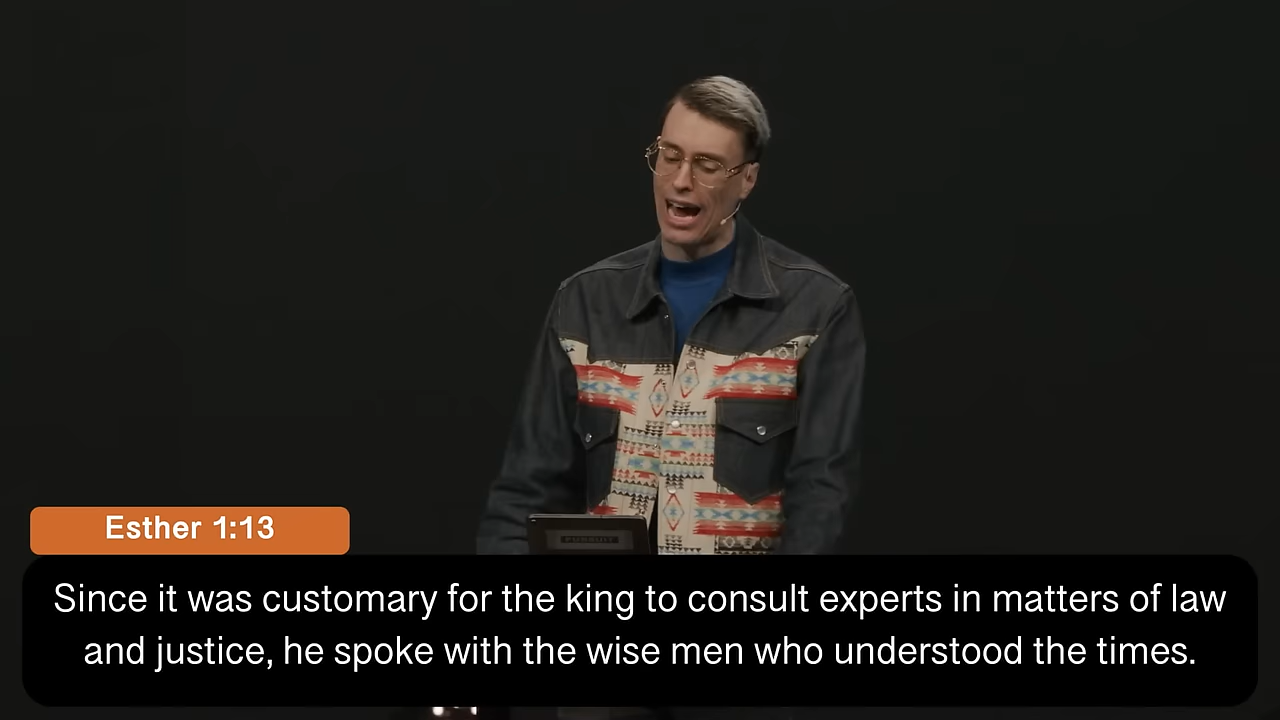 PURSUIT
Esther 1:13
Since it was customary for the king to consult experts in matters of law
and justice, he spoke with the wise men who understood the times.